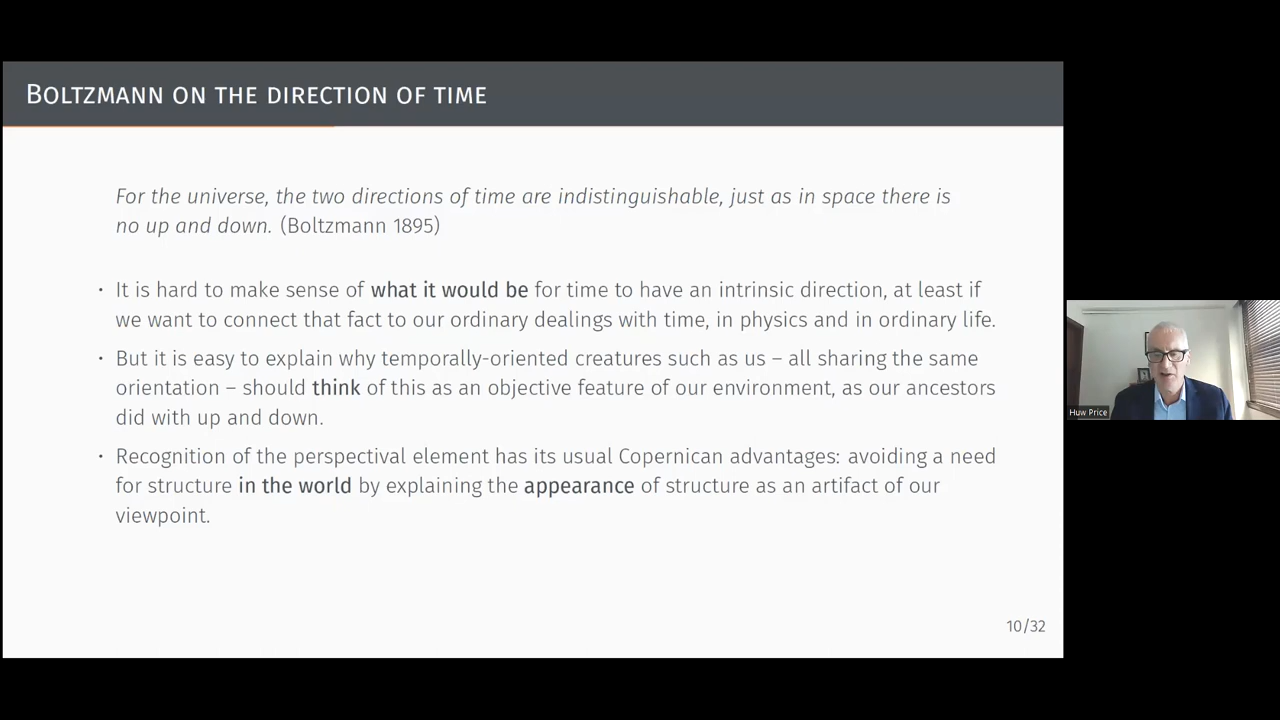 BOLTZMANN ON THE DIRECTION OF TIME
For the universe, the two directions of time are indistinguishable, just as in space there is
no up and down. (Boltzmann 1895)
· It is hard to make sense of what it would be for time to have an intrinsic direction, at least if
we want to connect that fact to our ordinary dealings with time, in physics and in ordinary life.
· But it is easy to explain why temporally-oriented creatures such as us – all sharing the same
orientation – should think of this as an objective feature of our environment, as our ancestors
did with up and down.
· Recognition of the perspectival element has its usual Copernican advantages: avoiding a need
for structure in the world by explaining the appearance of structure as an artifact of our
viewpoint.
10/32
Huw Price